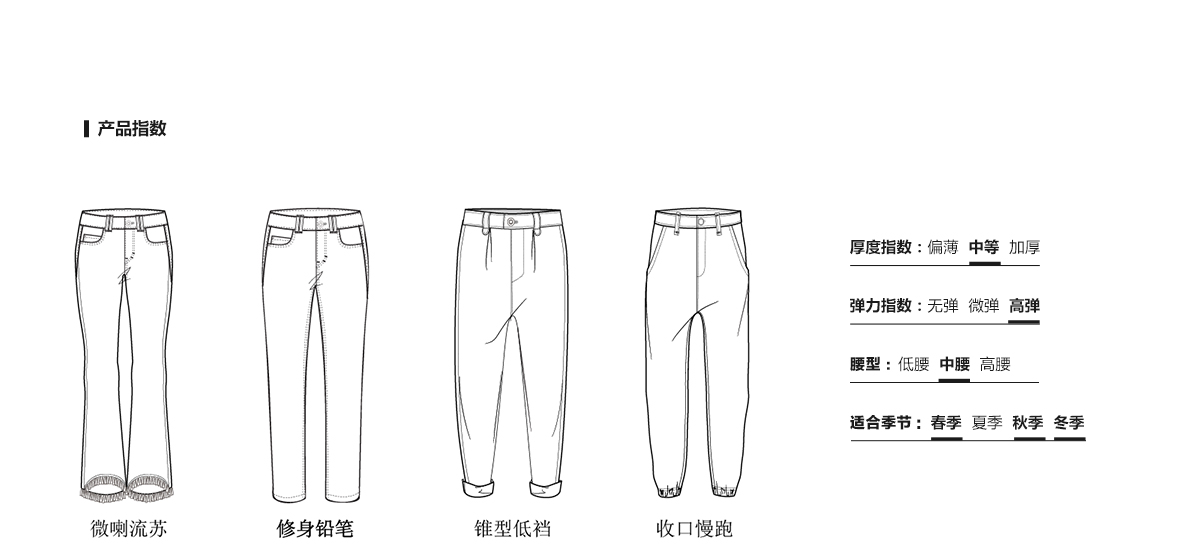 产品指数
厚度指数：偏薄 中等 加厚
弹力指数：无弹 微弹 高弹
腰型：低腰 中腰 高腰
适合季节：春季 夏季 秋季 冬季
微喇流苏 修身铅笔 锥型低裆 收口慢跑